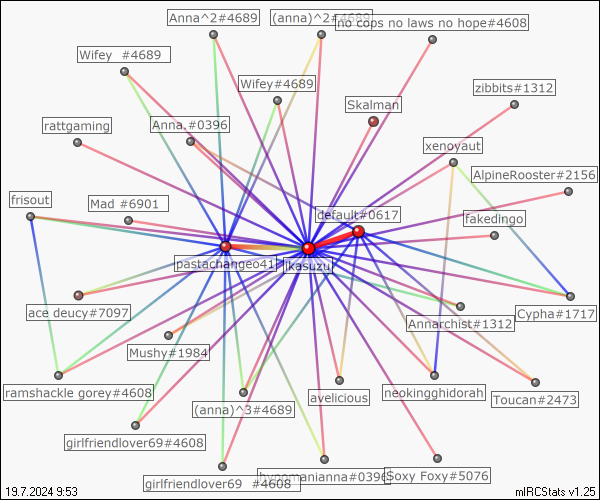 Anna^2#4689
(anna)^2#4689
no cops no laws no hope#4608
Wifey #4689
Wifey#4689
zibbits#1312
Skalman
rattgaming
Anna,#0396
xenoyaut
AlpineRooster#2156
frisout
Mad #6901
default#0617
fakedingo
pastachangeo41
ikasuzu
ace deucy#7097
Cypha#1717
Annarchist#1312
Mushy#1984
ramshackle gorey#4608
avelicious
neokingghidorah
Toucan#2473
(anna)^3#4689
girlfriendlover69#4608
girlfriendlover69 #4608
hypomanianna#0396
$oxy Foxy#5076
19.7.2024 9:53
mIRCStats v1.25